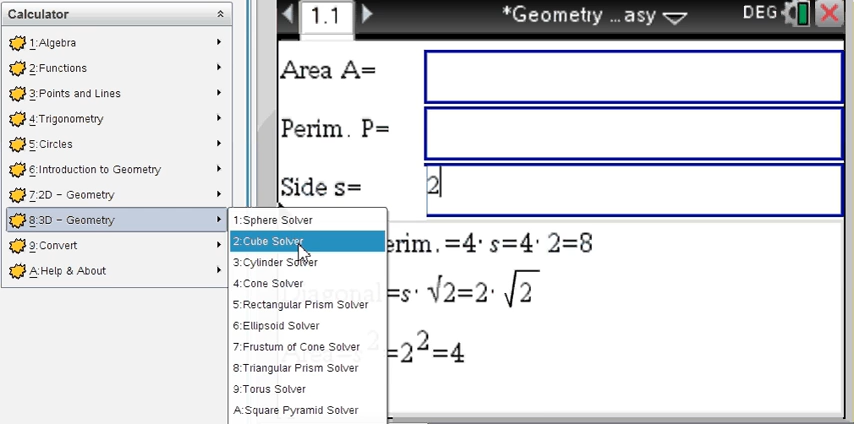 Calculator
1:Algebra
2:Functions
3:Points and Lines
4:Trigonometry
5:Circles
6:Introduction to Geometry
7:2D – Geometry
8:3D – Geometry
9:Convert
A:Help & About
1:Sphere Solver
2:Cube Solver
3:Cylinder Solver
4:Cone Solver
5:Rectangular Prism Solver
6:Ellipsoid Solver
7:Frustum of Cone Solver
8:Triangular Prism Solver
9:Torus Solver
A:Square Pyramid Solver
1.1
*Geometry ...asy
DEG
Area A=
Perim. P=
Side s=
2
erim.=4· s=4· 2=8
=s· √2=2· √2
=2²=4